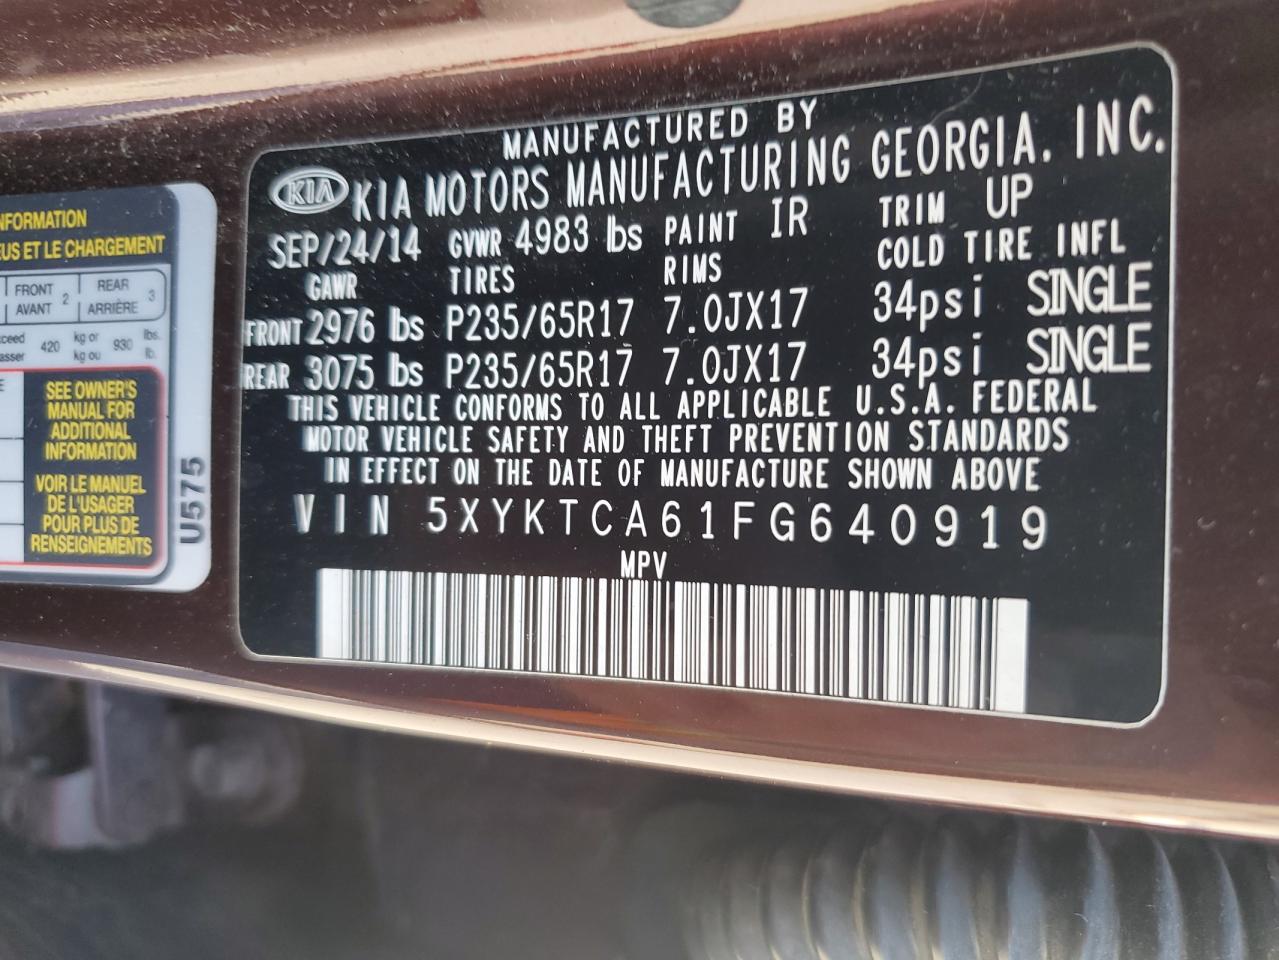 NFORMATION
EUS ET LE CHARGEMENT
FRONT
AVANT 2
REAR
ARRIÈRE 3
420 kg or
kg ou 930 lbs.
lb.
SEE OWNER'S
MANUAL FOR
ADDITIONAL
INFORMATION
VOIR LE MANUEL
DE L'USAGER
POUR PLUS DE
RENSEIGNEMENTS
U575
MANUFACTURED BY
KIA KIA MOTORS MANUFACTURING GEORGIA. INC.
SEP/24/14 GVWR 4983 lbs PAINT IR TRIM UP
GAWR TIRES RIMS COLD TIRE INFL
FRONT 2976 lbs P235/65R17 7.0JX17 34psi SINGLE
REAR 3075 lbs P235/65R17 7.0JX17 34psi SINGLE
THIS VEHICLE CONFORMS TO ALL APPLICABLE U.S.A. FEDERAL
MOTOR VEHICLE SAFETY AND THEFT PREVENTION STANDARDS
IN EFFECT ON THE DATE OF MANUFACTURE SHOWN ABOVE
VIN 5XYKTCA61FG640919
MPV